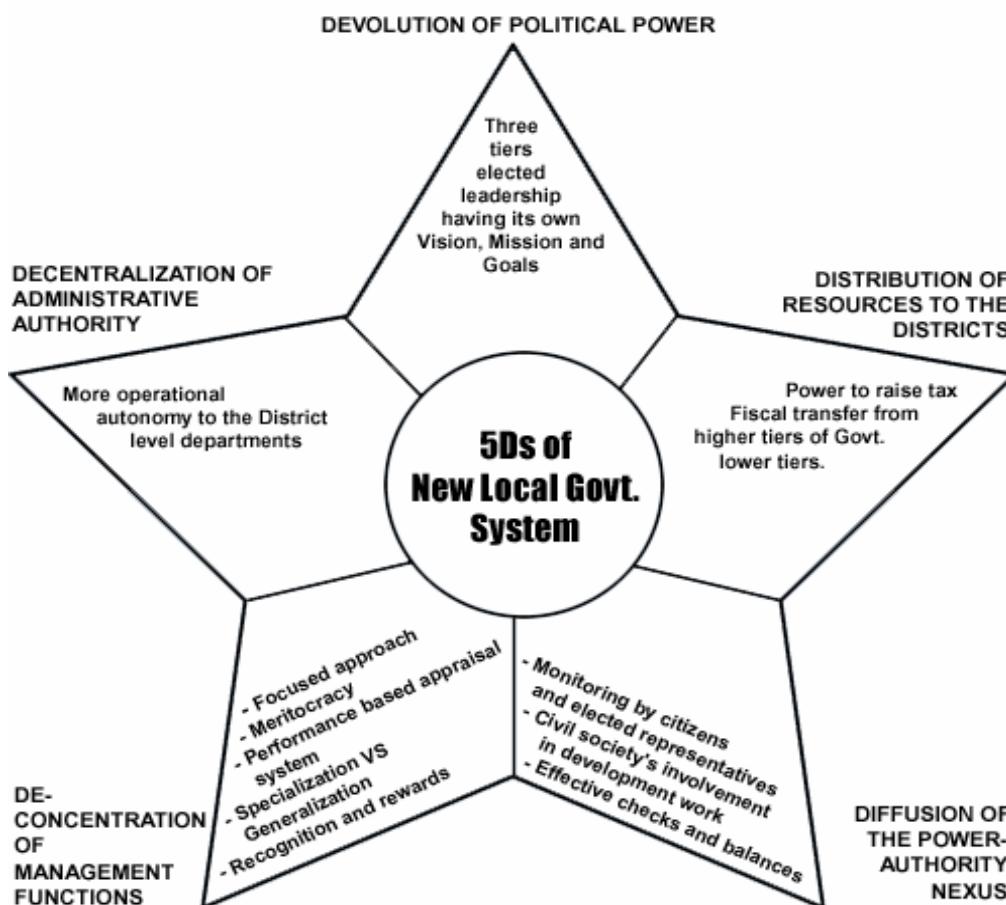 DEVOLUTION OF POLITICAL POWER
Three
tiers
elected
leadership
having its own
Vision, Mission and
Goals
DECENTRALIZATION OF
ADMINISTRATIVE
AUTHORITY
More operational
autonomy to the District
level departments
DISTRIBUTION OF
RESOURCES TO THE
DISTRICTS
Power to raise tax
Fiscal transfer from
higher tiers of Govt.
lower tiers.
5Ds of
New Local Govt.
System
- Focused approach
- Meritocracy
- Performance based appraisal
system
- Specialization VS
Generalization
- Recognition and rewards
- Monitoring by citizens
and elected representatives
- Civil society's involvement
in development work
- Effective checks and balances
DE-
CONCENTRATION
OF
MANAGEMENT
FUNCTIONS
DIFFUSION OF
THE POWER-
AUTHORITY
NEXUS